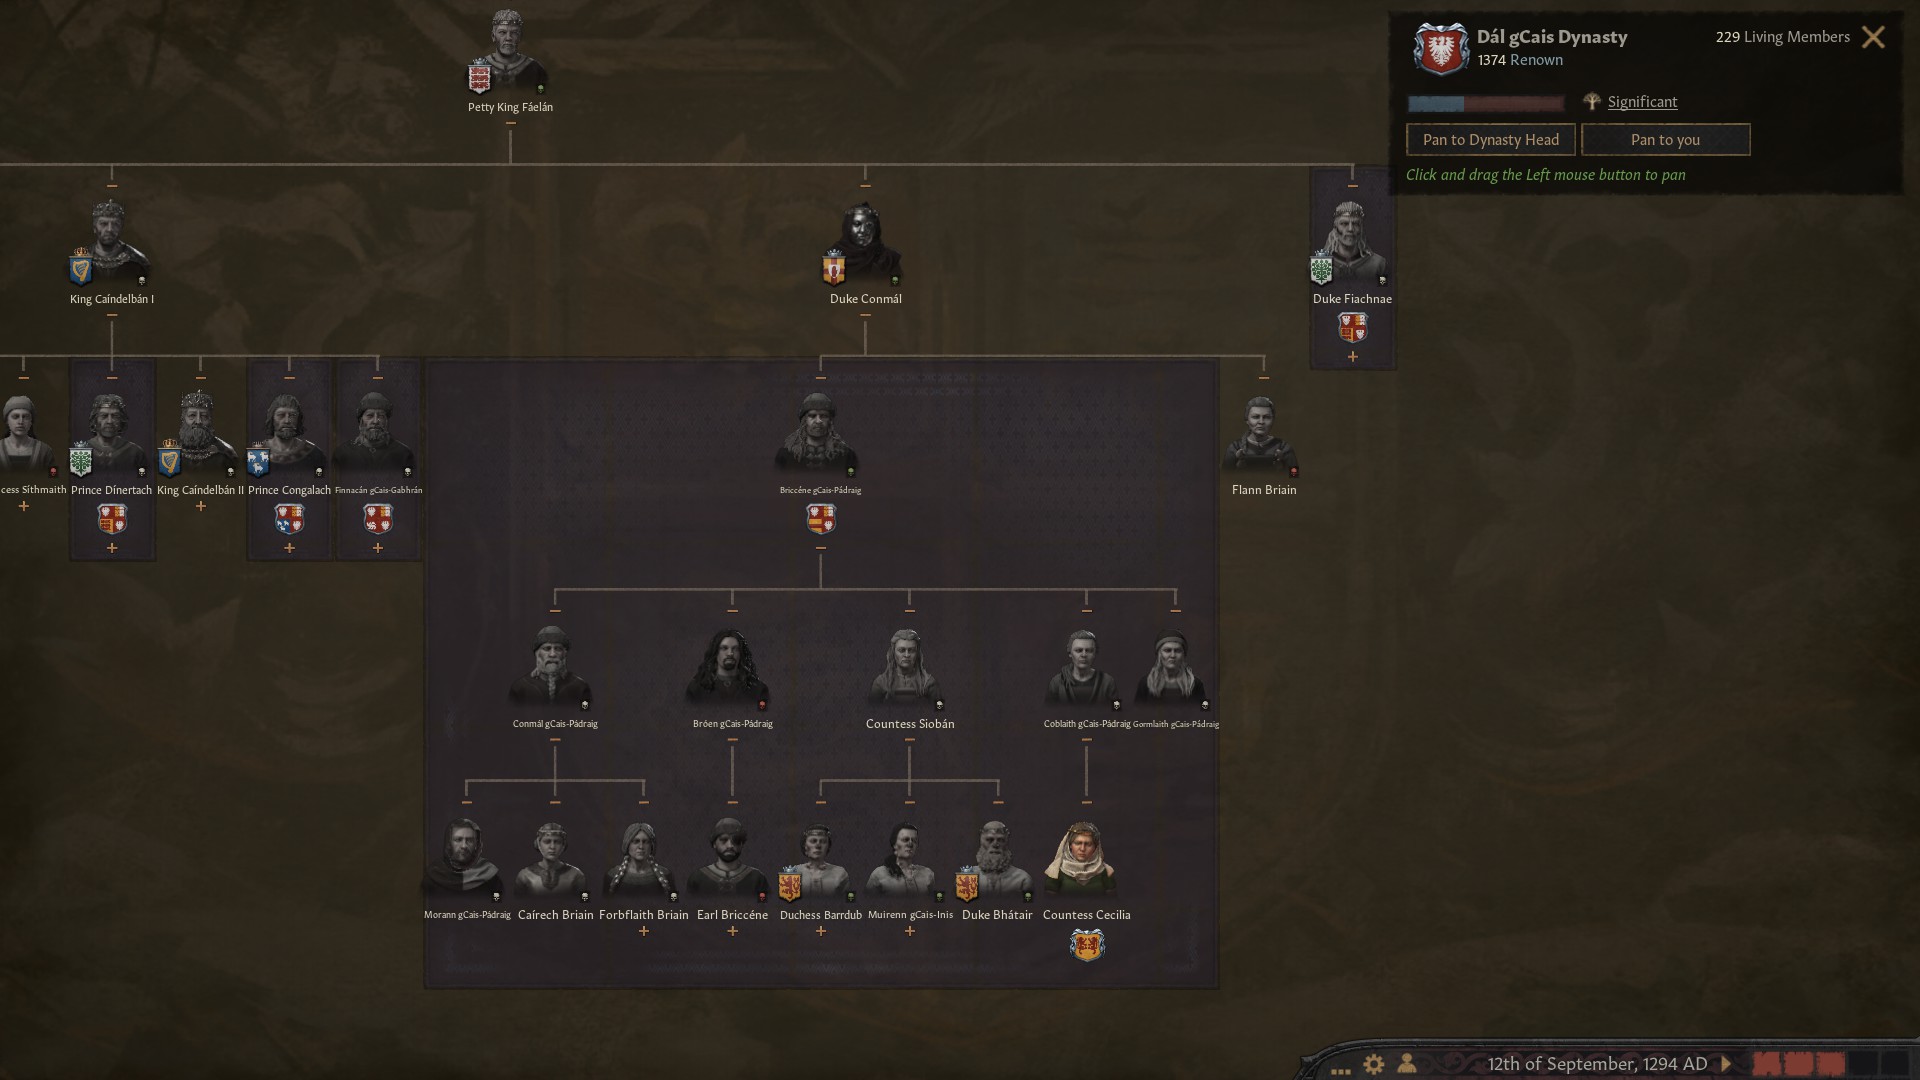 Dál gCais Dynasty
229 Living Members
1374 Renown
Significant
Pan to Dynasty Head
Pan to you
Click and drag the Left mouse button to pan
Petty King Fáelán
King Caíndelbán I
Duke Conmál
Duke Fiachnae
cess Síthmaith
Prince Dínertach
King Caíndelbán II
Prince Congalach
Finnacán gCais-Gabhrán
Briccéne gCais-Pádraig
Flann Briain
Conmál gCais-Pádraig
Bróen gCais-Pádraig
Countess Siobán
Coblaith gCais-Pádraig
Gormlaith gCais-Pádraig
Morann gCais-Pádraig
Caírech Briain
Forbflaith Briain
Earl Briccéne
Duchess Barrdub
Muirenn gCais-Inis
Duke Bhátair
Countess Cecilia
... 12th of September, 1294 AD